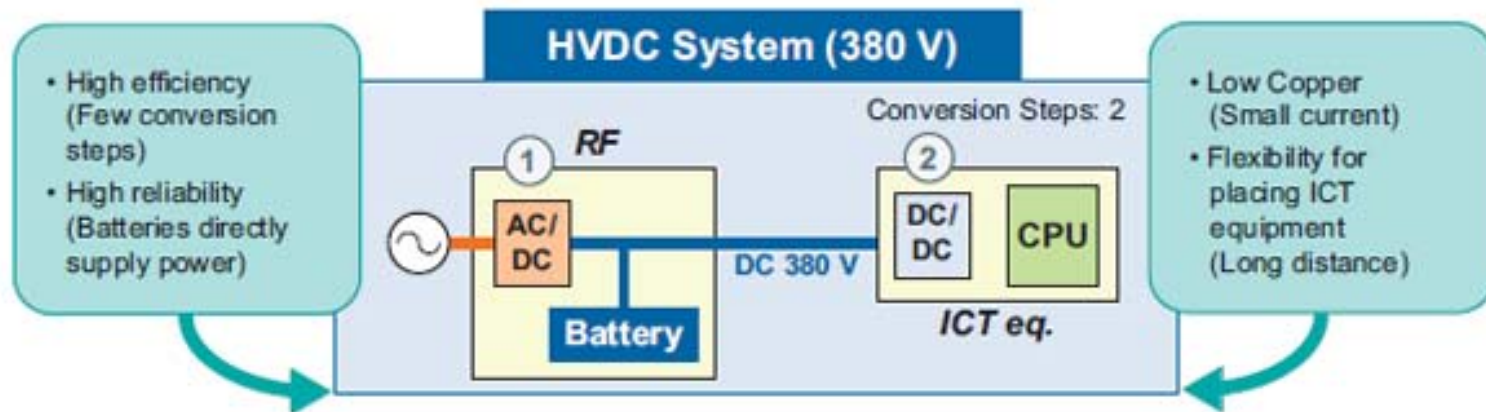 HVDC System (380 V)
• High efficiency
(Few conversion
steps)
• High reliability
(Batteries directly
supply power)
Conversion Steps: 2
1
RF
AC/
DC
Battery
DC 380 V
2
DC/
DC
CPU
ICT eq.
• Low Copper
(Small current)
• Flexibility for
placing ICT
equipment
(Long distance)